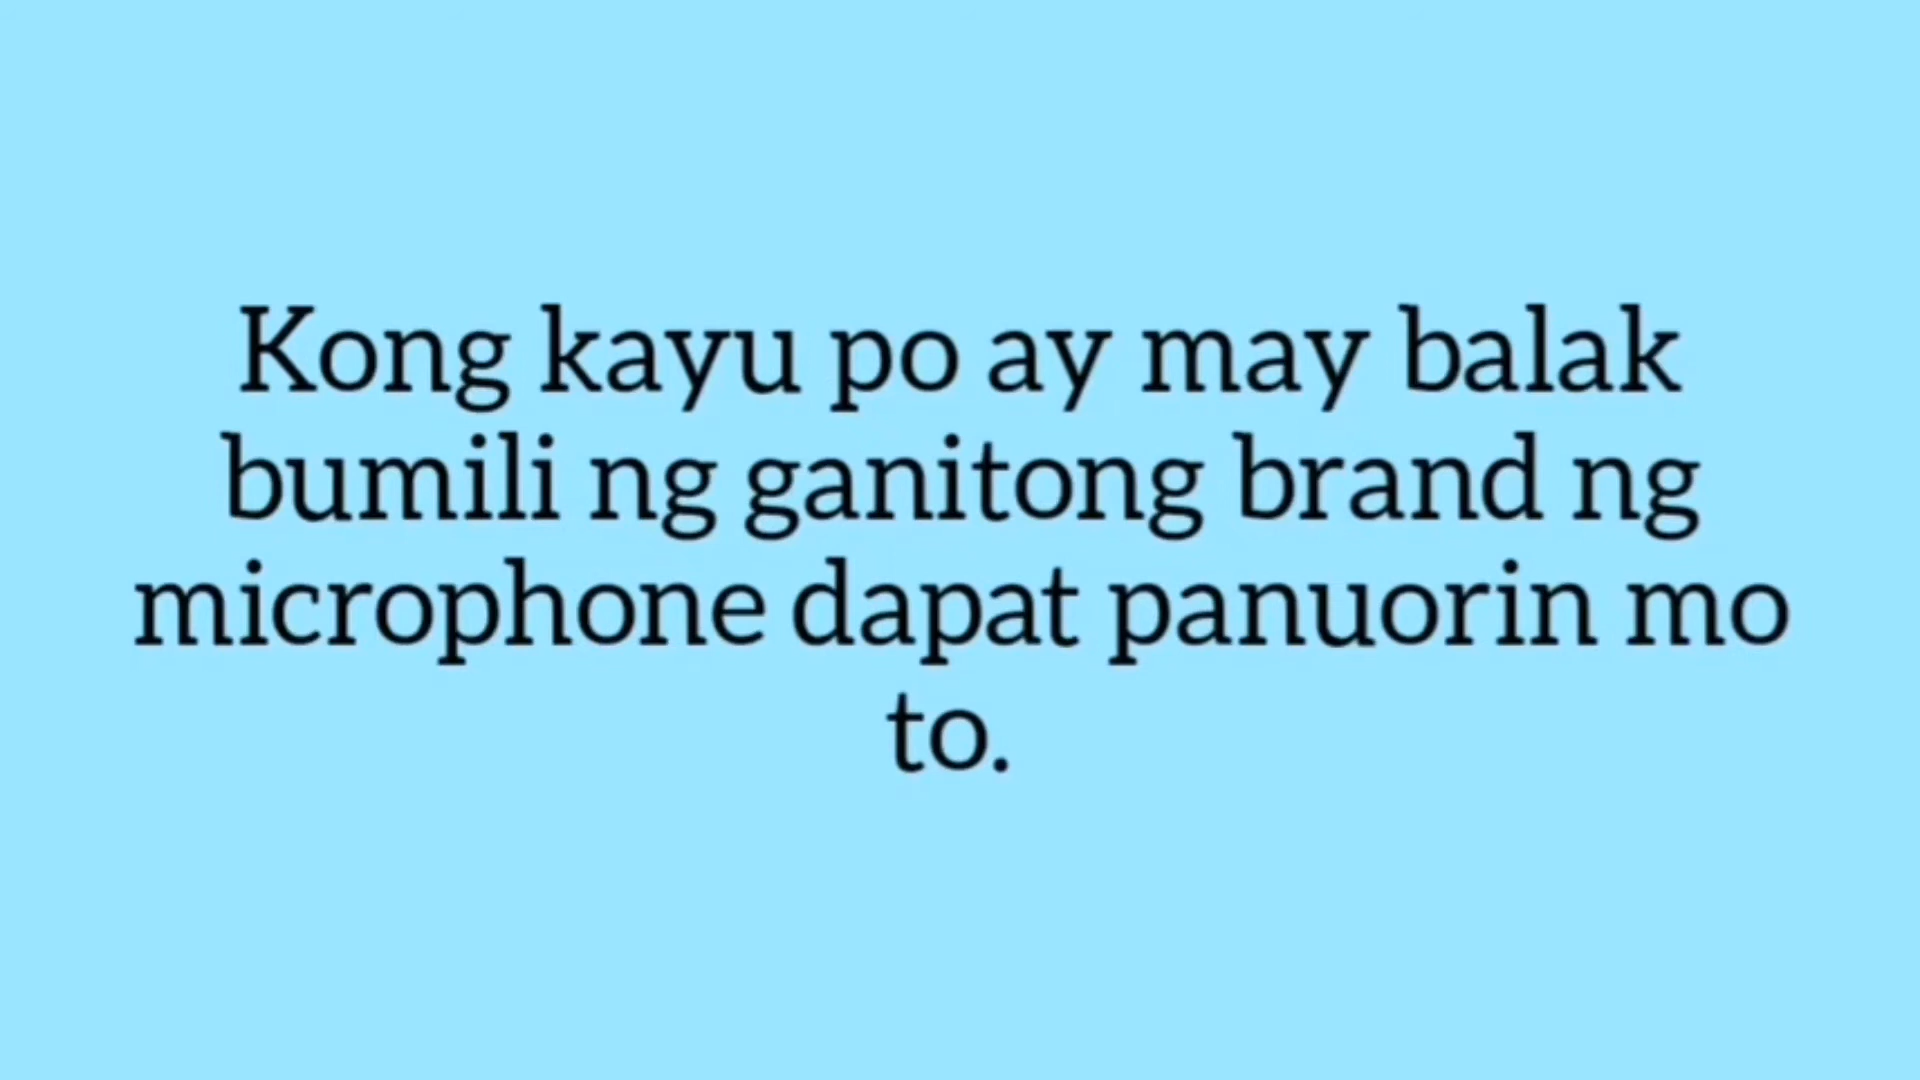 Kong kayu po ay may balak
bumili ng ganitong brand ng
microphone dapat panuorin mo
to.